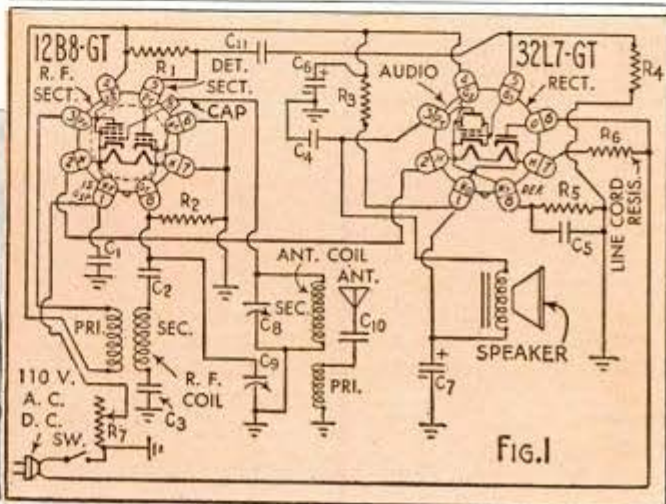 12B8-GT
R. F. SECT.
R1
C11
DET. SECT.
CAP
32L7-GT
AUDIO
RECT.
C6
R3
C4
R4
R6
LINE CORD RESIS.
R5
C5
R2
C1
C2
ANT. COIL
ANT.
SEC.
C8
C10
C9
PRI.
PRI.
SEC.
R. F. COIL
C3
C7
SPEAKER
110 V.
A. C.
D. C.
SW.
R7
FIG.1